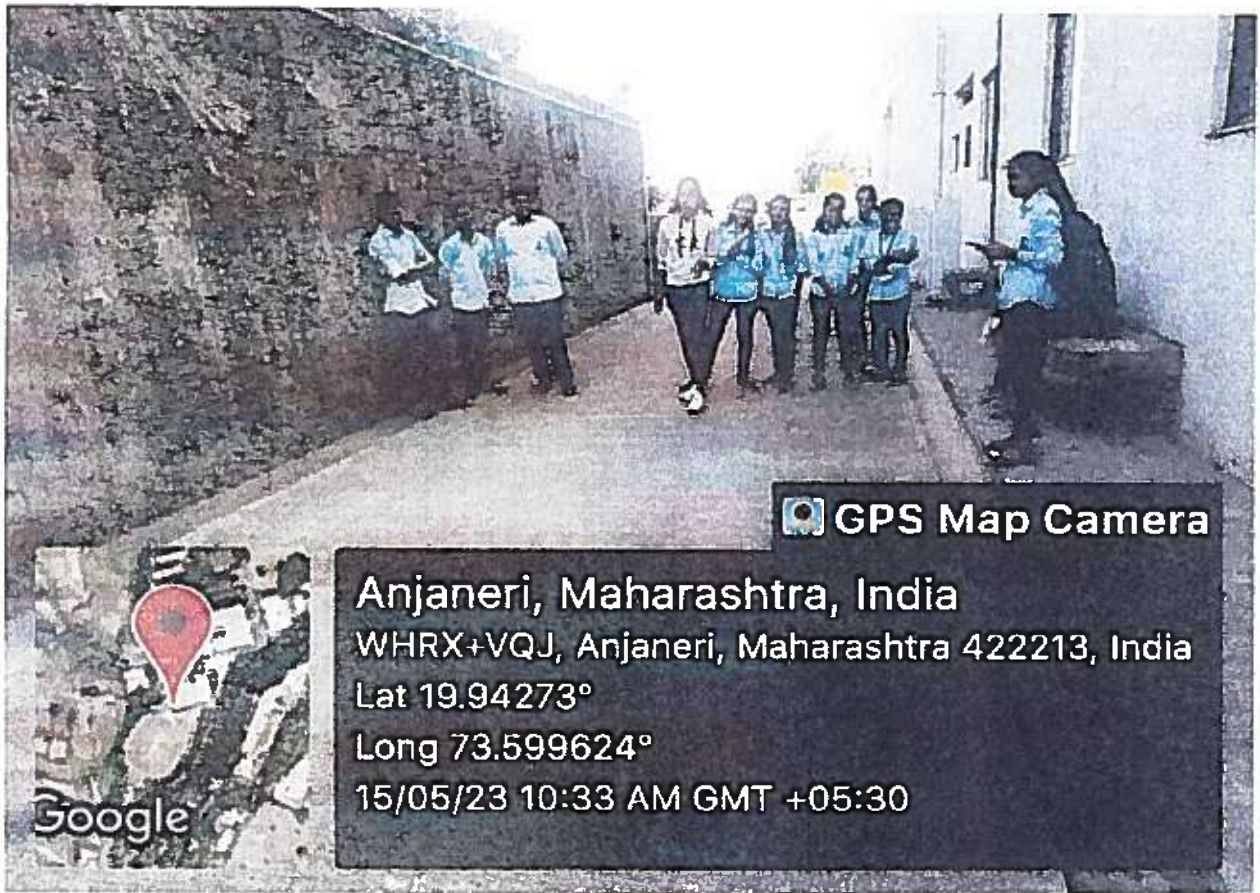 GPS Map Camera
Anjaneri, Maharashtra, India
WHRX+VQJ, Anjaneri, Maharashtra 422213, India
Lat 19.94273°
Long 73.599624°
15/05/23 10:33 AM GMT +05:30
Google